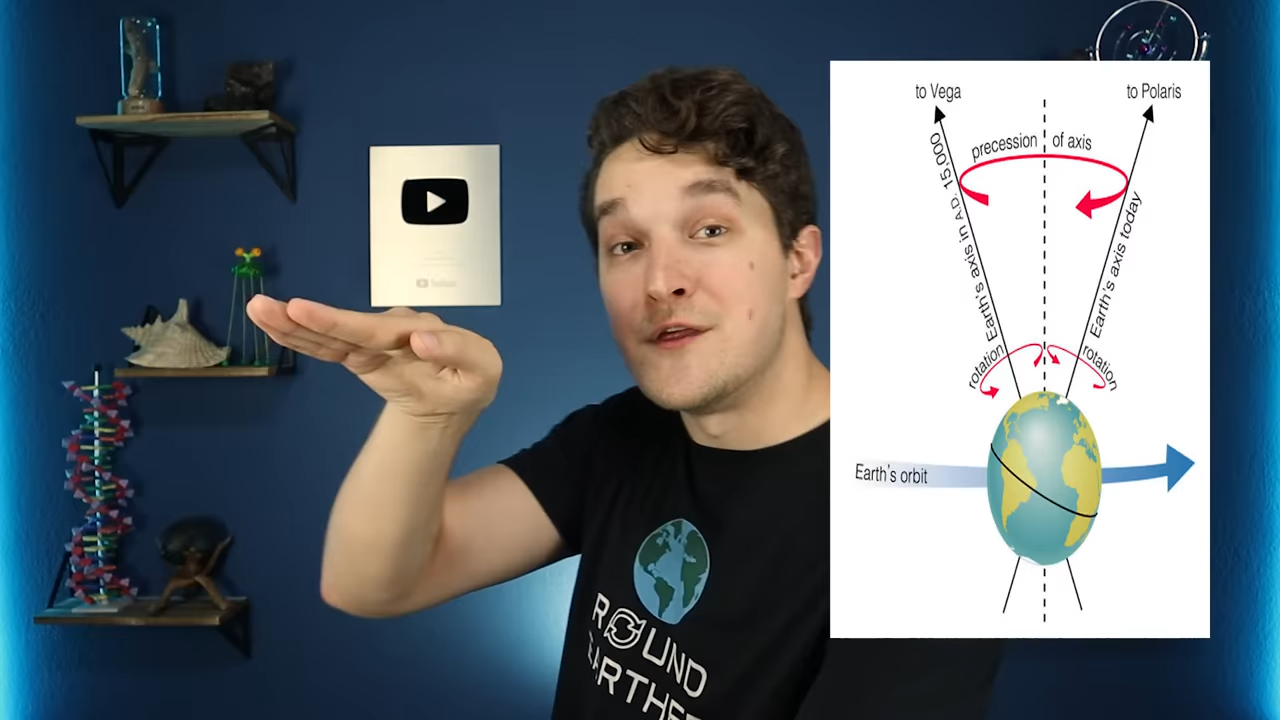 to Vega
to Polaris
precession of axis
Earth's axis in A.D. 15,000
Earth's axis today
rotation
rotation
Earth's orbit
ROUND
EARTHER